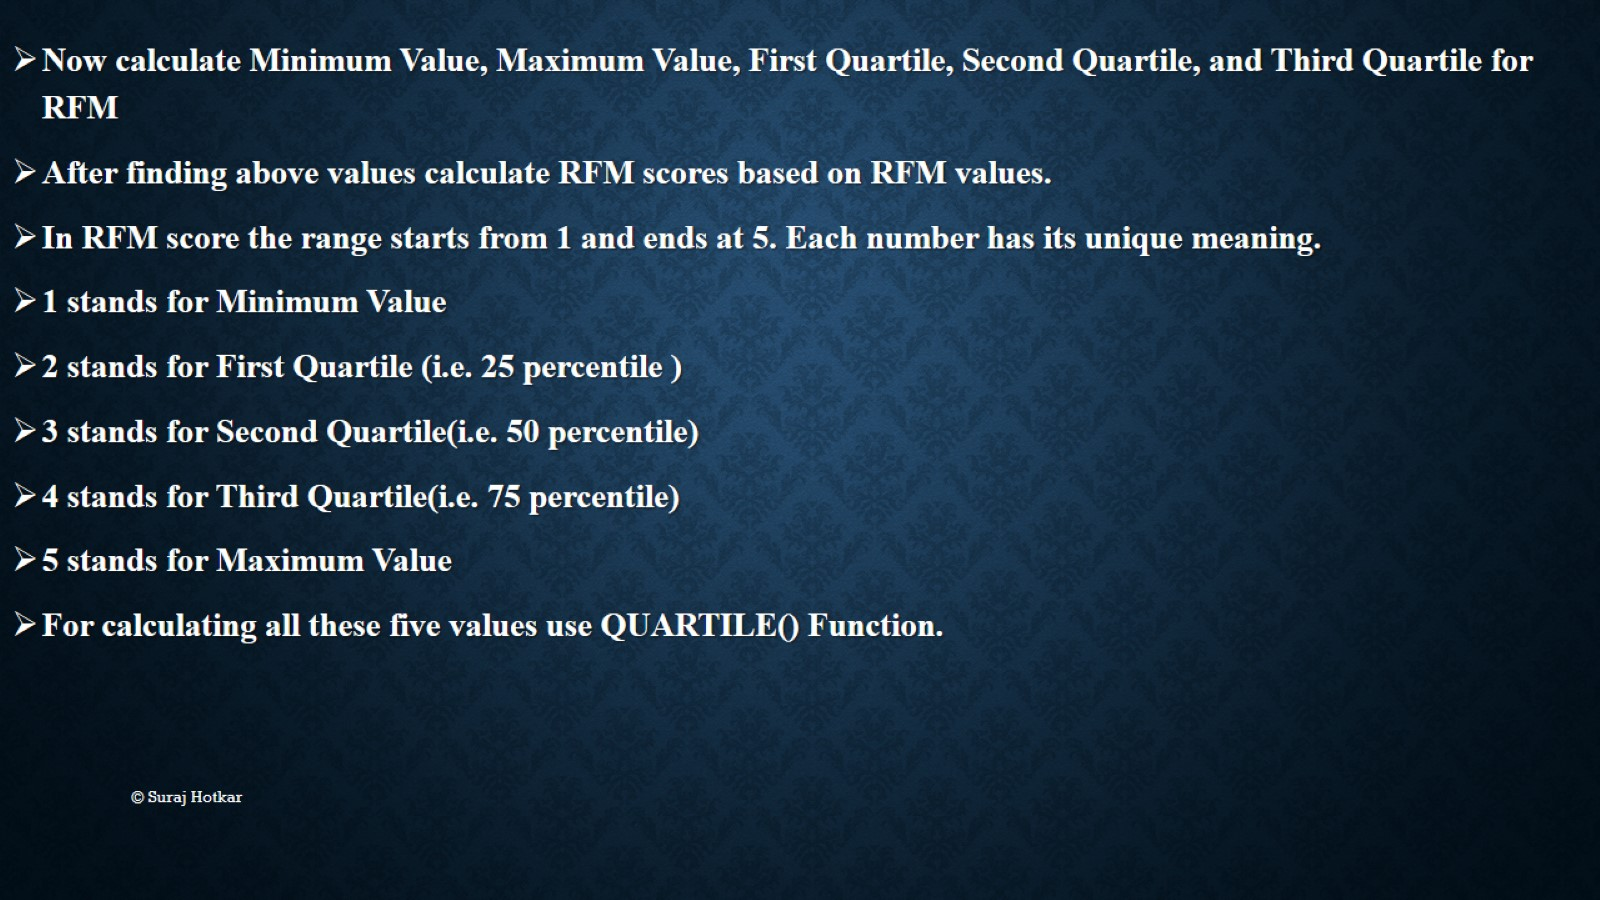 ➢ Now calculate Minimum Value, Maximum Value, First Quartile, Second Quartile, and Third Quartile for
RFM
➢ After finding above values calculate RFM scores based on RFM values.
➢ In RFM score the range starts from 1 and ends at 5. Each number has its unique meaning.
➢ 1 stands for Minimum Value
➢ 2 stands for First Quartile (i.e. 25 percentile )
➢ 3 stands for Second Quartile(i.e. 50 percentile)
➢ 4 stands for Third Quartile(i.e. 75 percentile)
➢ 5 stands for Maximum Value
➢ For calculating all these five values use QUARTILE() Function.
© Suraj Hotkar